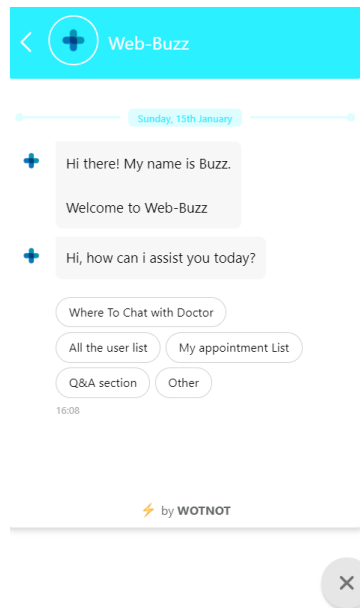 Web-Buzz
Sunday, 15th January
Hi there! My name is Buzz.
Welcome to Web-Buzz
Hi, how can i assist you today?
Where To Chat with Doctor
All the user list
My appointment List
Q&A section
Other
16:08
⚡ by WOTNOT